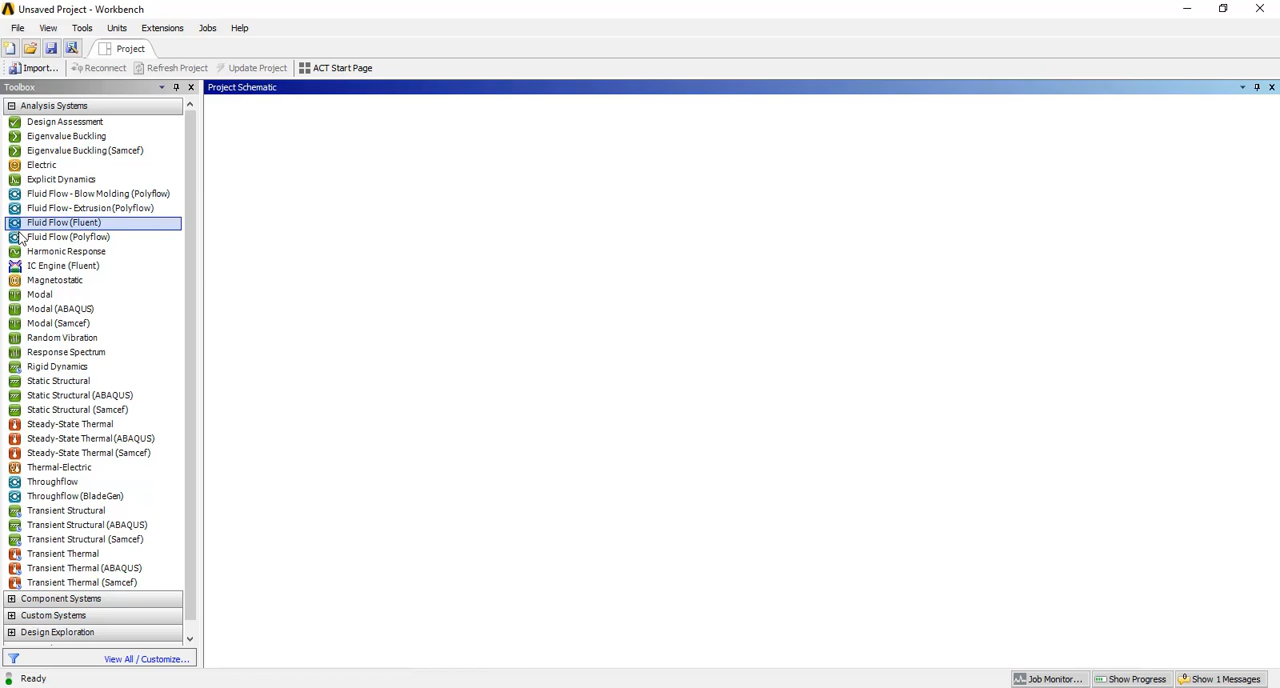 Unsaved Project - Workbench
File View Tools Units Extensions Jobs Help
Project
Import... Reconnect Refresh Project Update Project ACT Start Page
Toolbox
Project Schematic
Analysis Systems
Design Assessment
Eigenvalue Buckling
Eigenvalue Buckling (Samcef)
Electric
Explicit Dynamics
Fluid Flow - Blow Molding (Polyflow)
Fluid Flow - Extrusion (Polyflow)
Fluid Flow (Fluent)
Fluid Flow (Polyflow)
Harmonic Response
IC Engine (Fluent)
Magnetostatic
Modal
Modal (ABAQUS)
Modal (Samcef)
Random Vibration
Response Spectrum
Rigid Dynamics
Static Structural
Static Structural (ABAQUS)
Static Structural (Samcef)
Steady-State Thermal
Steady-State Thermal (ABAQUS)
Steady-State Thermal (Samcef)
Thermal-Electric
Throughflow
Throughflow (BladeGen)
Transient Structural
Transient Structural (ABAQUS)
Transient Structural (Samcef)
Transient Thermal
Transient Thermal (ABAQUS)
Transient Thermal (Samcef)
Component Systems
Custom Systems
Design Exploration
View All / Customize...
Ready
Job Monitor... Show Progress Show 1 Messages